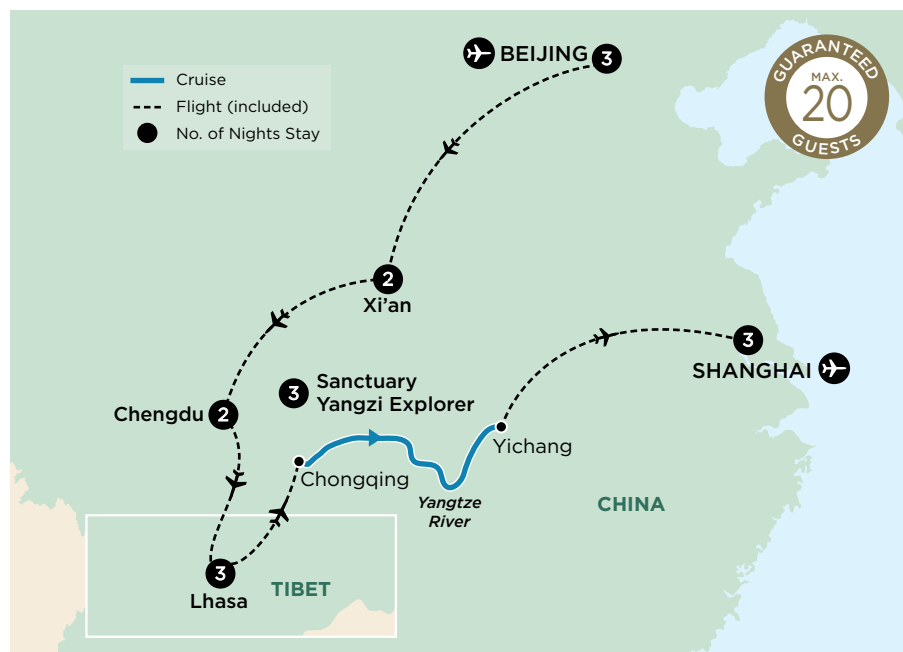 BEIJING
3
GUARANTEED
MAX.
20
GUESTS
Cruise
Flight (included)
No. of Nights Stay
2
Xi’an
3
SHANGHAI
3
Sanctuary
Yangzi Explorer
Chengdu
2
Yichang
Chongqing
Yangtze
River
CHINA
3
Lhasa
TIBET